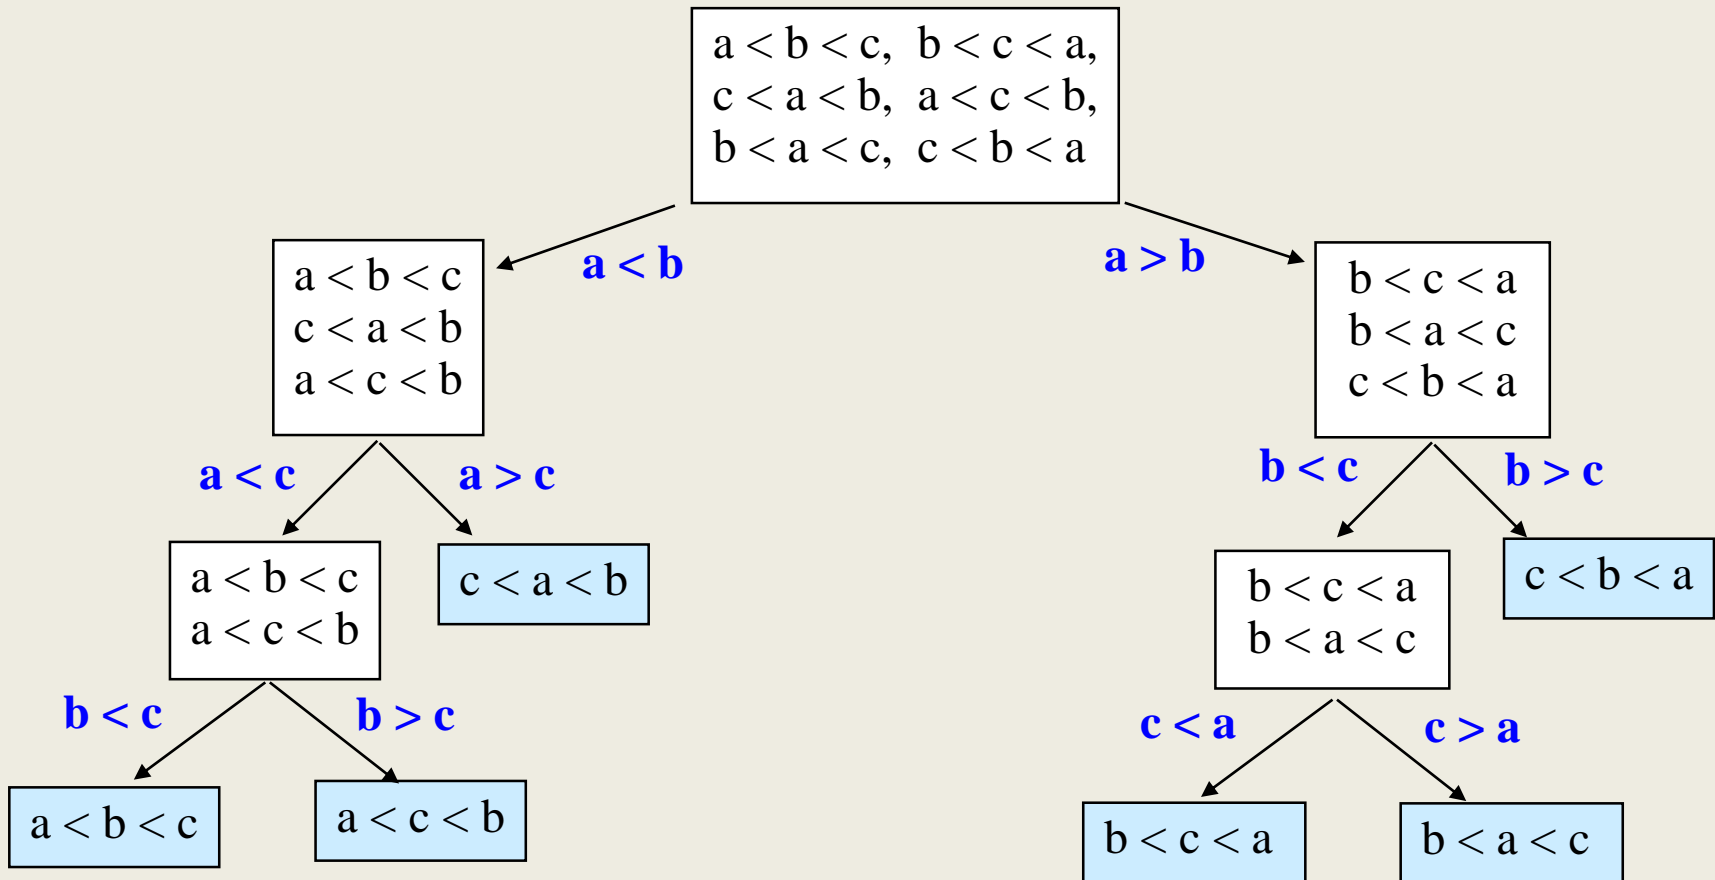 a < b < c,  b < c < a,
c < a < b,  a < c < b,
b < a < c,  c < b < a
a < b
a > b
a < b < c
c < a < b
a < c < b
b < c < a
b < a < c
c < b < a
a < c
a > c
b < c
b > c
a < b < c
a < c < b
c < a < b
b < c < a
b < a < c
c < b < a
b < c
b > c
c < a
c > a
a < b < c
a < c < b
b < c < a
b < a < c